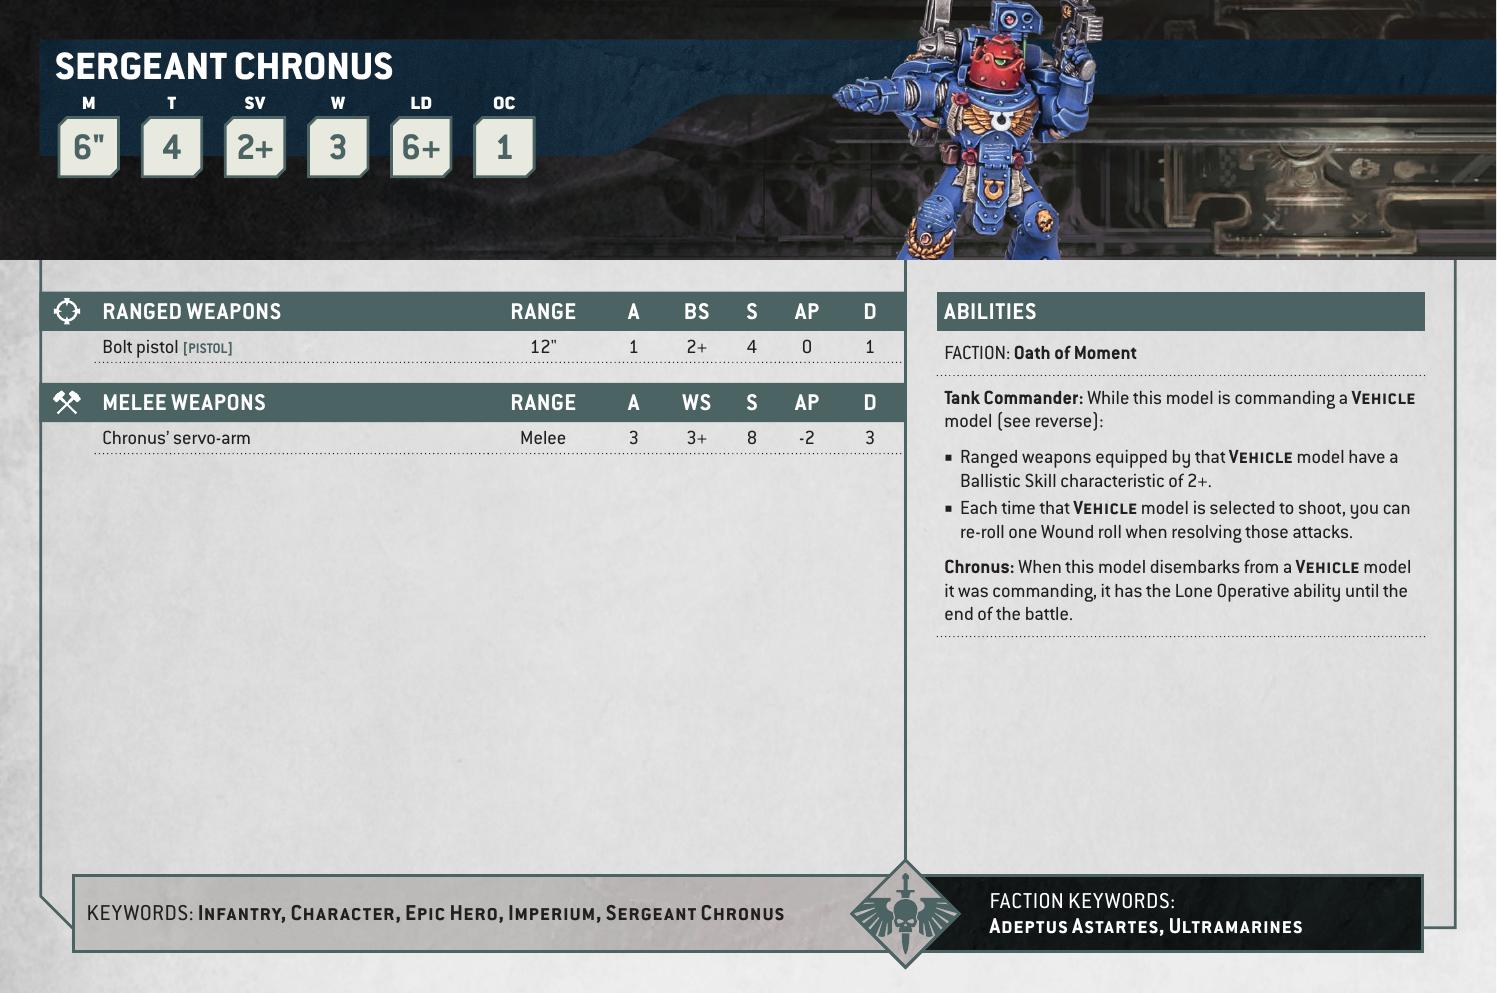 SERGEANT CHRONUS
M T SV W LD OC
6" 4 2+ 3 6+ 1
RANGED WEAPONS RANGE A BS S AP D
Bolt pistol [PISTOL] 12" 1 2+ 4 0 1
MELEE WEAPONS RANGE A WS S AP D
Chronus' servo-arm Melee 3 3+ 8 -2 3
ABILITIES
FACTION: Oath of Moment
Tank Commander: While this model is commanding a VEHICLE
model (see reverse):
▪ Ranged weapons equipped by that VEHICLE model have a
Ballistic Skill characteristic of 2+.
▪ Each time that VEHICLE model is selected to shoot, you can
re-roll one Wound roll when resolving those attacks.
Chronus: When this model disembarks from a VEHICLE model
it was commanding, it has the Lone Operative ability until the
end of the battle.
KEYWORDS: INFANTRY, CHARACTER, EPIC HERO, IMPERIUM, SERGEANT CHRONUS
FACTION KEYWORDS:
ADEPTUS ASTARTES, ULTRAMARINES